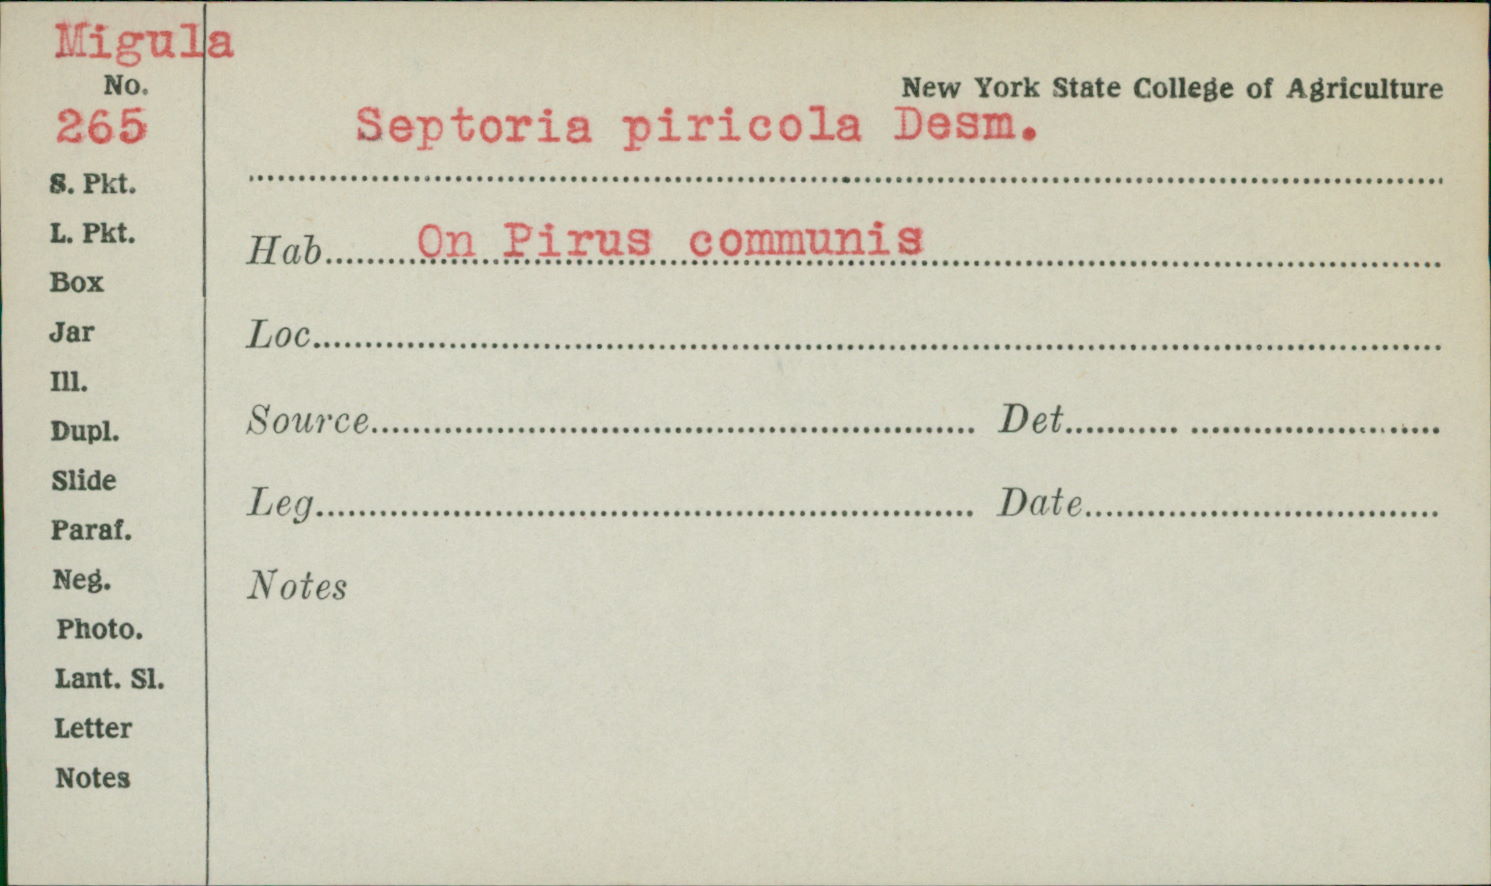 Migula
No.
265
New York State College of Agriculture
Septoria piricola Desm.
S. Pkt.
L. Pkt.
Box
Jar
Ill.
Dupl.
Slide
Paraf.
Neg.
Photo.
Lant. Sl.
Letter
Notes
Hab. On Pirus communis
Loc.
Source Det.
Leg. Date
Notes